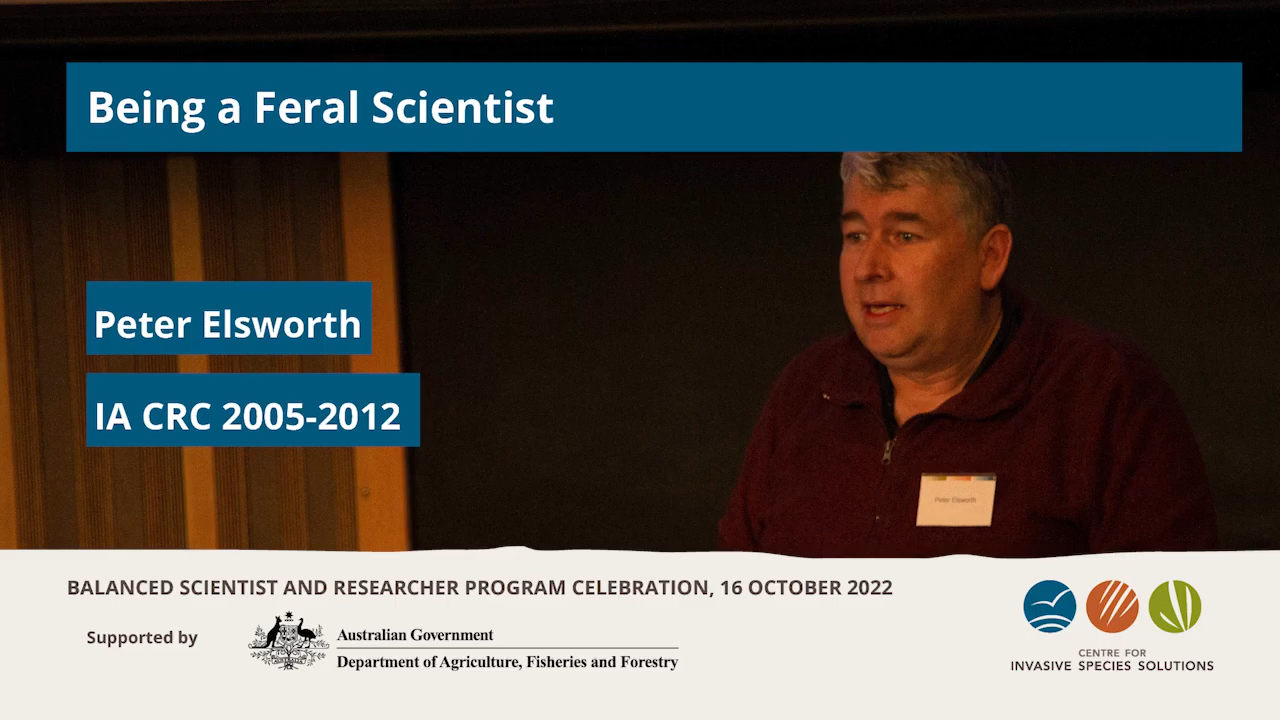 Being a Feral Scientist
Peter Elsworth
IA CRC 2005-2012
Peter Elsworth
BALANCED SCIENTIST AND RESEARCHER PROGRAM CELEBRATION, 16 OCTOBER 2022
Supported by
Australian Government
Department of Agriculture, Fisheries and Forestry
CENTRE FOR
INVASIVE SPECIES SOLUTIONS